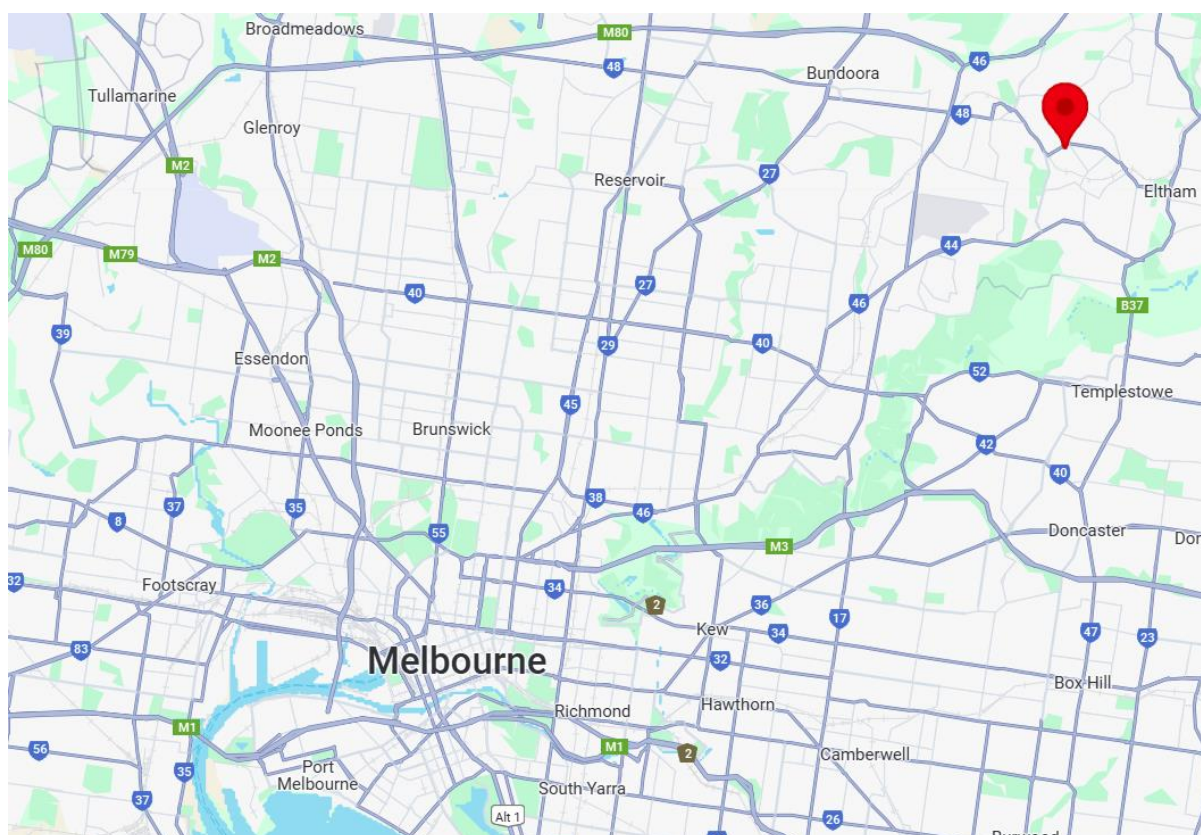 Broadmeadows
M80
48
46
Bundoora
Tullamarine
48
Glenroy
M2
27
Reservoir
Eltham
M80
M79
M2
44
27
40
46
B37
39
29
40
Essendon
52
Templestowe
45
Moonee Ponds
Brunswick
42
40
38
37
35
46
8
55
Doncaster
Don
M3
32
Footscray
34
2
36
17
Kew
34
47
23
83
32
Melbourne
Box Hill
Hawthorn
Richmond
M1
56
M1
2
Camberwell
35
Port
Melbourne
South Yarra
37
Alt 1
26